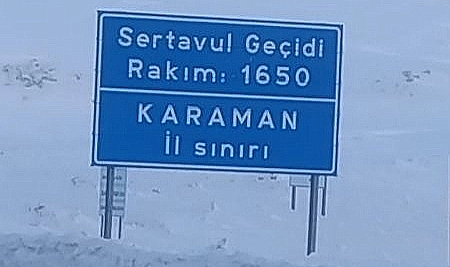 Sertavul Geçidi
Rakım: 1650
KARAMAN
İl sınırı